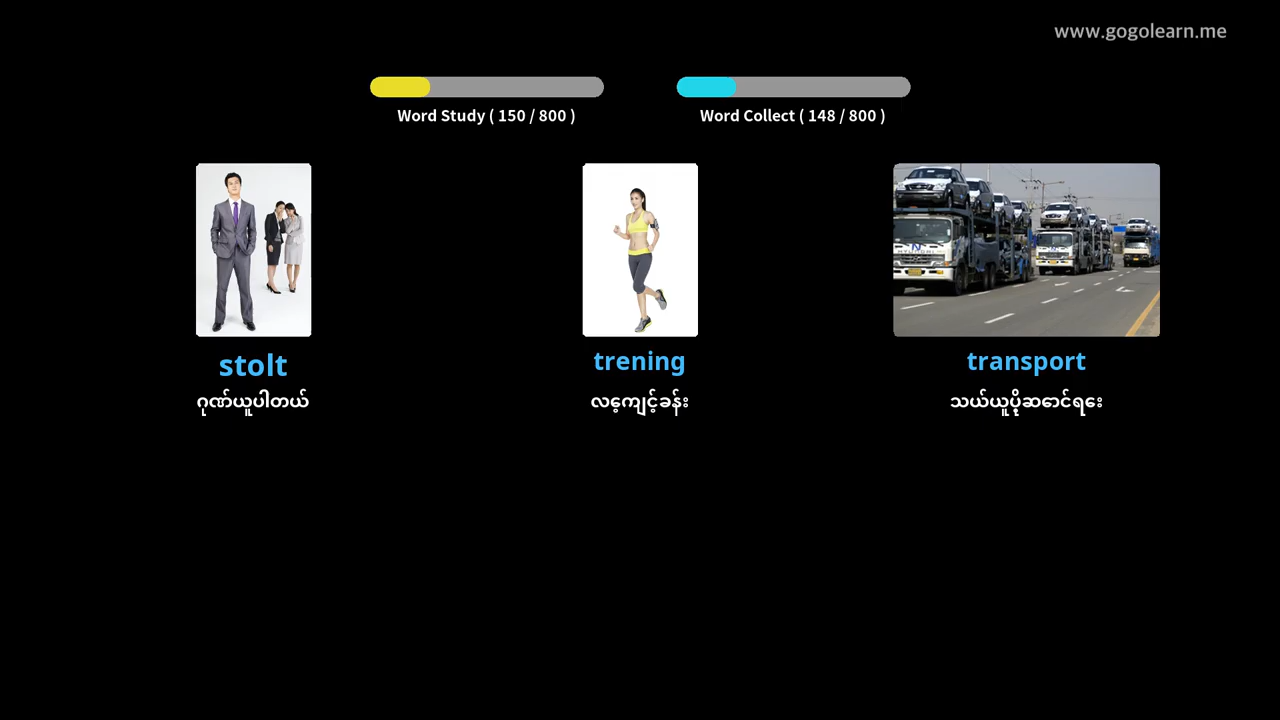 www.gogolearn.me
Word Study ( 150 / 800 )
Word Collect ( 148 / 800 )
stolt
trening
transport
ဂုဏ်ယူပါတယ်
လေ့ကျင့်ခန်း
သယ်ယူပို့ဆောင်ရေး